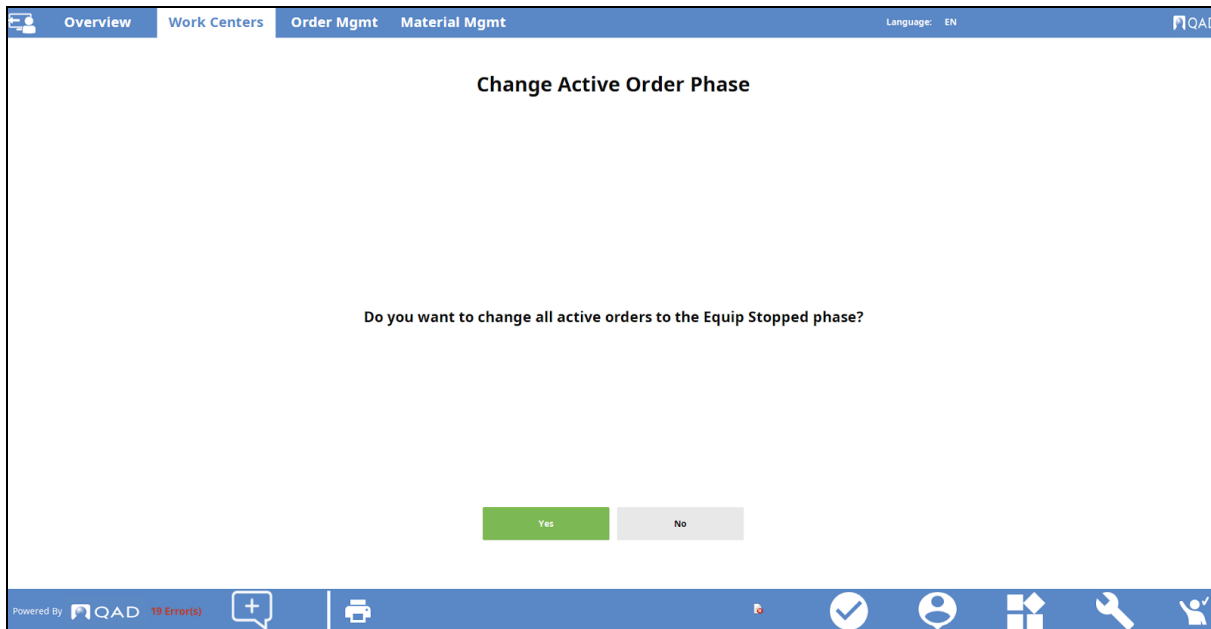 Overview Work Centers Order Mgmt Material Mgmt Language: EN QAD
Change Active Order Phase
Do you want to change all active orders to the Equip Stopped phase?
Yes No
Powered By QAD 19 Error(s)